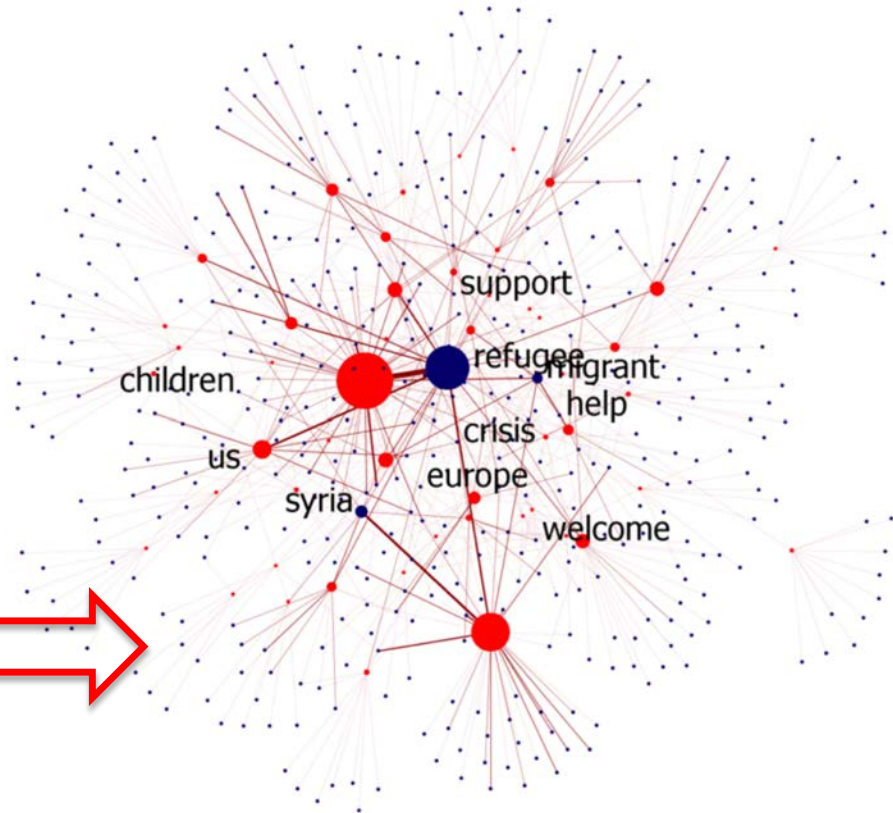 support
refugee
migrant
children
help
crisis
us
europe
syria
welcome